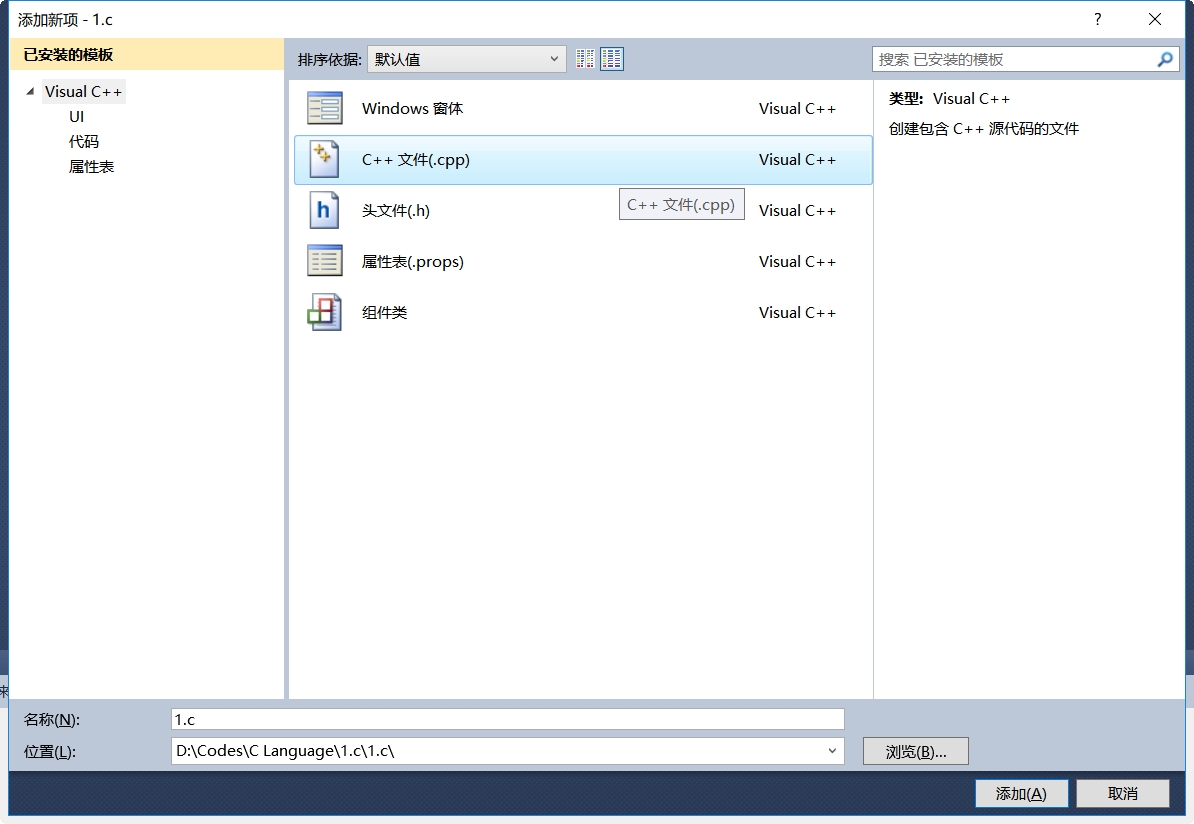 添加新项 - 1.c
?
已安装的模板
排序依据: 默认值
搜索 已安装的模板
Visual C++
UI
代码
属性表
Windows 窗体 Visual C++
C++ 文件(.cpp) Visual C++
C++ 文件(.cpp)
头文件(.h) Visual C++
属性表(.props) Visual C++
组件类 Visual C++
类型: Visual C++
创建包含 C++ 源代码的文件
来
名称(N): 1.c
位置(L): D:\Codes\C Language\1.c\1.c\
浏览(B)...
添加(A) 取消